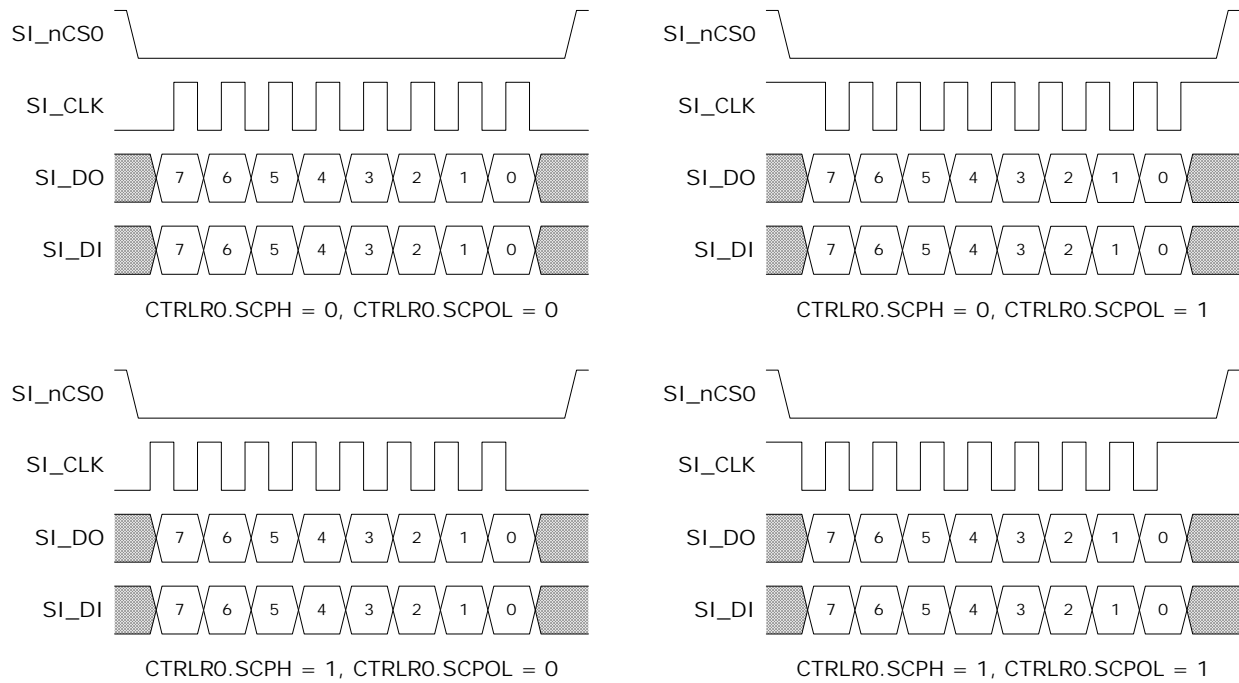 SI_nCS0
SI_CLK
SI_DO 7 6 5 4 3 2 1 0
SI_DI 7 6 5 4 3 2 1 0
CTRLR0.SCPH = 0, CTRLR0.SCPOL = 0
SI_nCS0
SI_CLK
SI_DO 7 6 5 4 3 2 1 0
SI_DI 7 6 5 4 3 2 1 0
CTRLR0.SCPH = 0, CTRLR0.SCPOL = 1
SI_nCS0
SI_CLK
SI_DO 7 6 5 4 3 2 1 0
SI_DI 7 6 5 4 3 2 1 0
CTRLR0.SCPH = 1, CTRLR0.SCPOL = 0
SI_nCS0
SI_CLK
SI_DO 7 6 5 4 3 2 1 0
SI_DI 7 6 5 4 3 2 1 0
CTRLR0.SCPH = 1, CTRLR0.SCPOL = 1